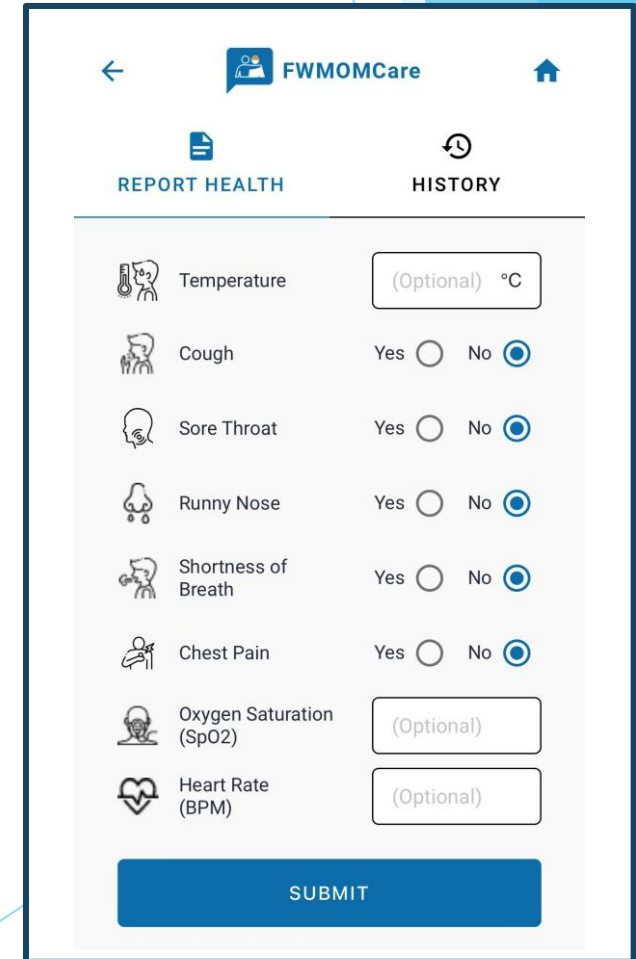 FWMOMCare
REPORT HEALTH
HISTORY
Temperature (Optional) °C
Cough Yes No
Sore Throat Yes No
Runny Nose Yes No
Shortness of
Breath Yes No
Chest Pain Yes No
Oxygen Saturation
(SpO2) (Optional)
Heart Rate
(BPM) (Optional)
SUBMIT